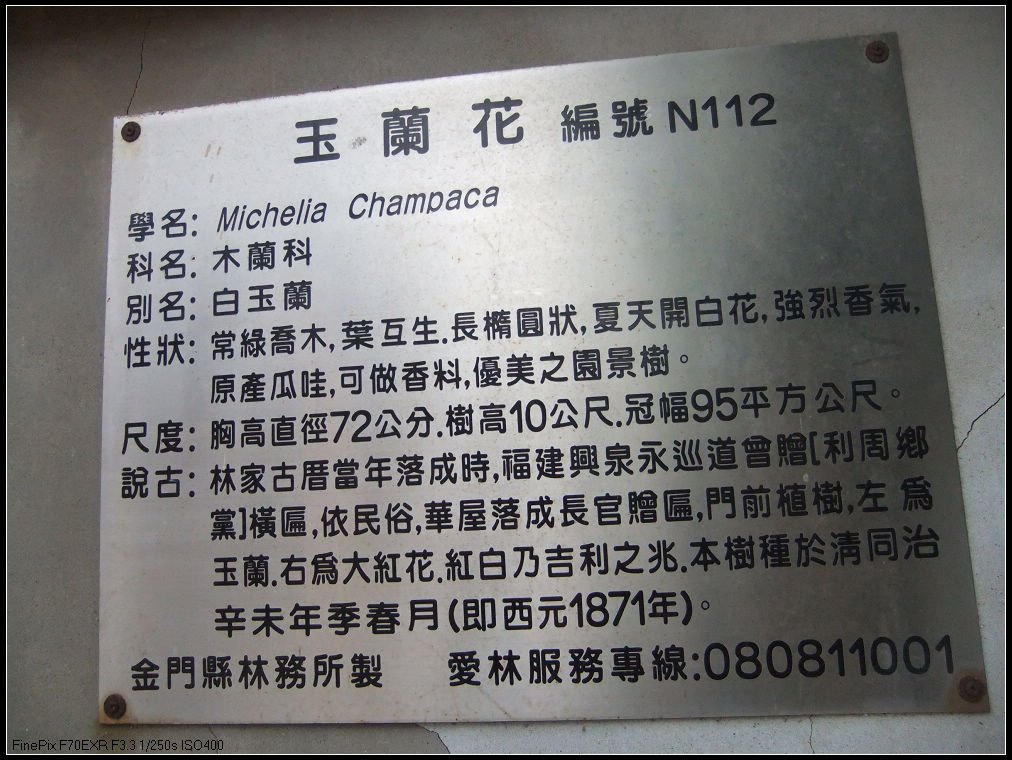 玉蘭花 編號 N112
學名: Michelia Champaca
科名: 木蘭科
別名: 白玉蘭
性狀: 常綠喬木,葉互生.長橢圓狀,夏天開白花,強烈香氣,
原產瓜哇,可做香料,優美之園景樹。
尺度: 胸高直徑72公分.樹高10公尺.冠幅95平方公尺。
說古: 林家古厝當年落成時,福建興泉永巡道曾贈[利周鄉
黨]橫匾,依民俗,華屋落成長官贈匾,門前植樹,左為
玉蘭.右為大紅花.紅白乃吉利之兆.本樹種於清同治
辛未年季春月(即西元1871年)。
金門縣林務所製 愛林服務專線:080811001
FinePix F70EXR F3.3 1/250s ISO400